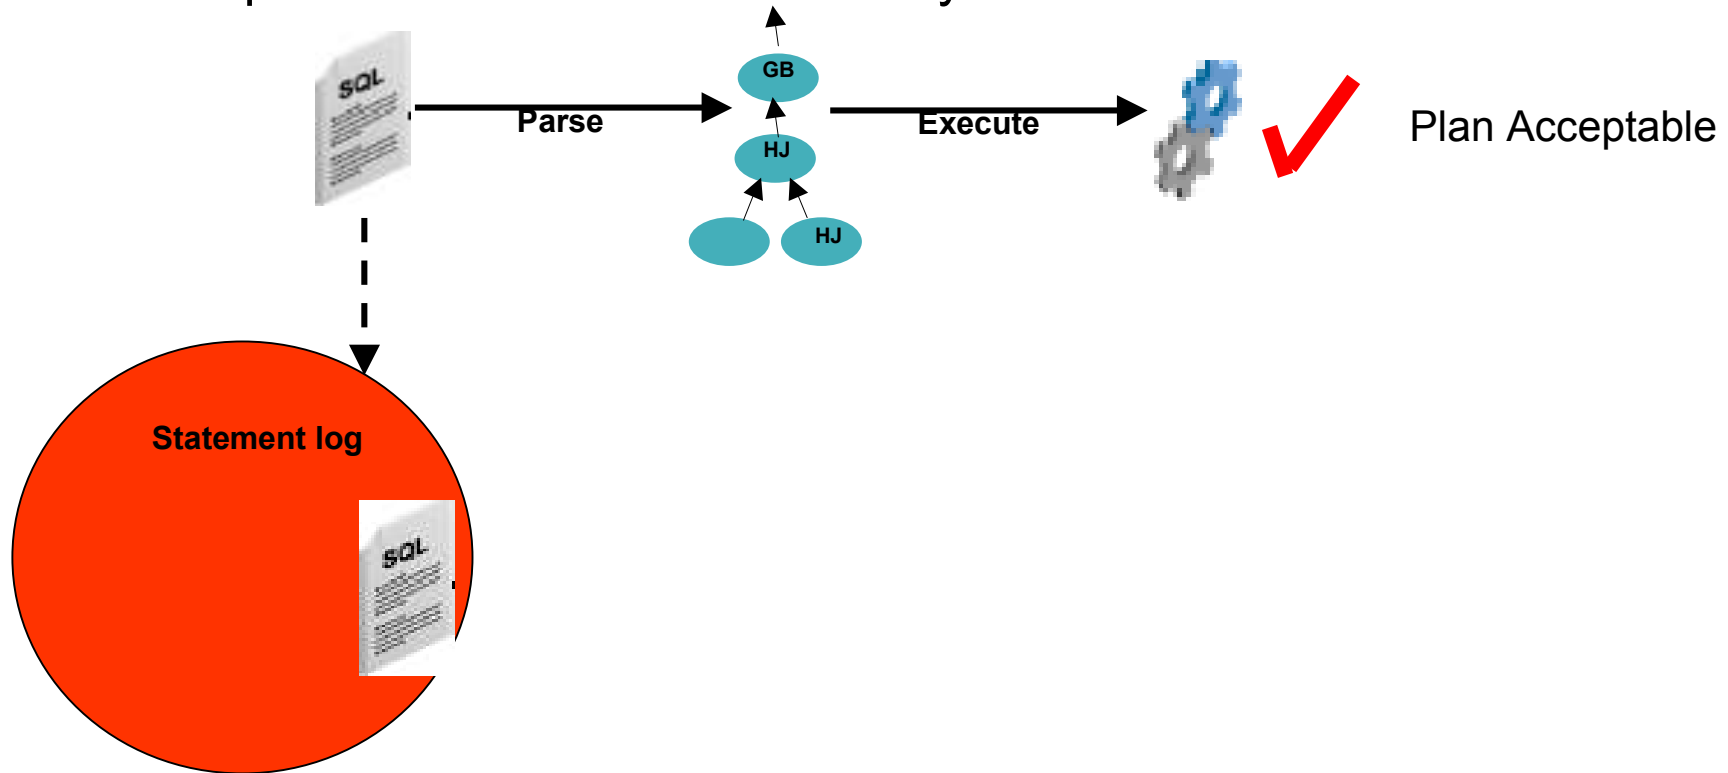 GB
SQL
Parse
Execute
Plan Acceptable
HJ
HJ
Statement log
SQL